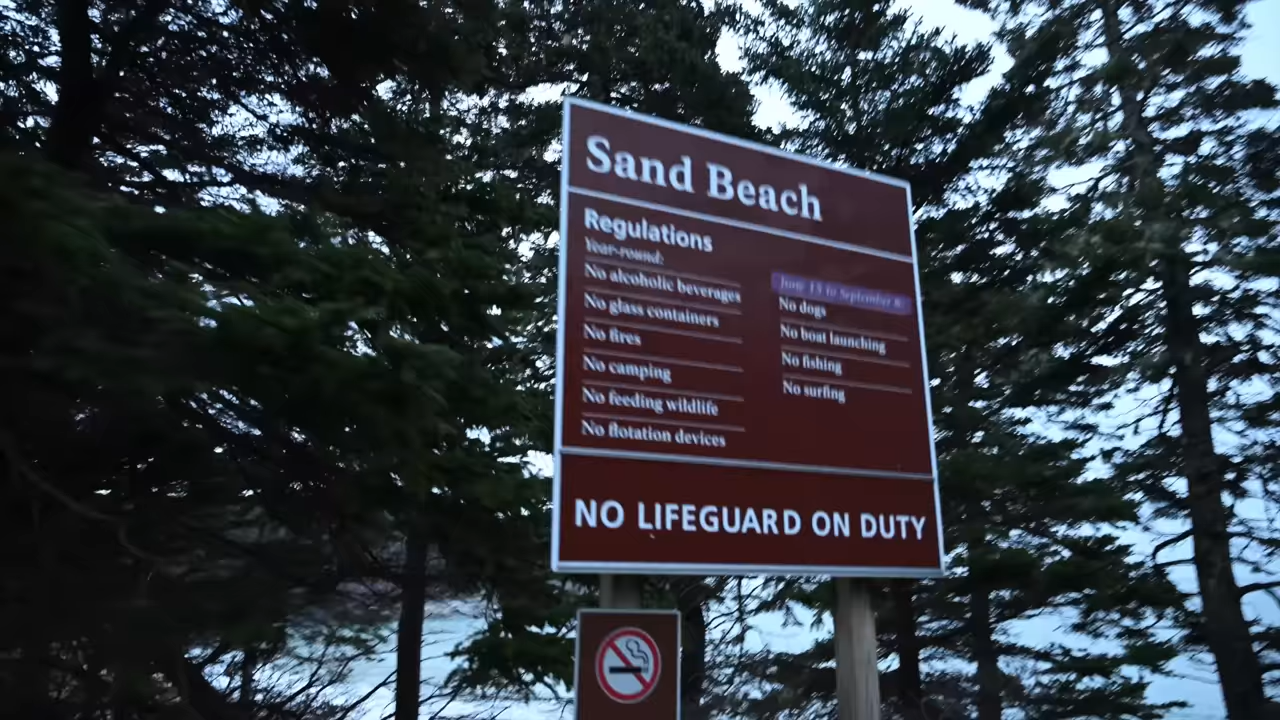 Sand Beach
Regulations
Year-round:
No alcoholic beverages
No glass containers
No fires
No camping
No feeding wildlife
No flotation devices
June 15 to September 8:
No dogs
No boat launching
No fishing
No surfing
NO LIFEGUARD ON DUTY